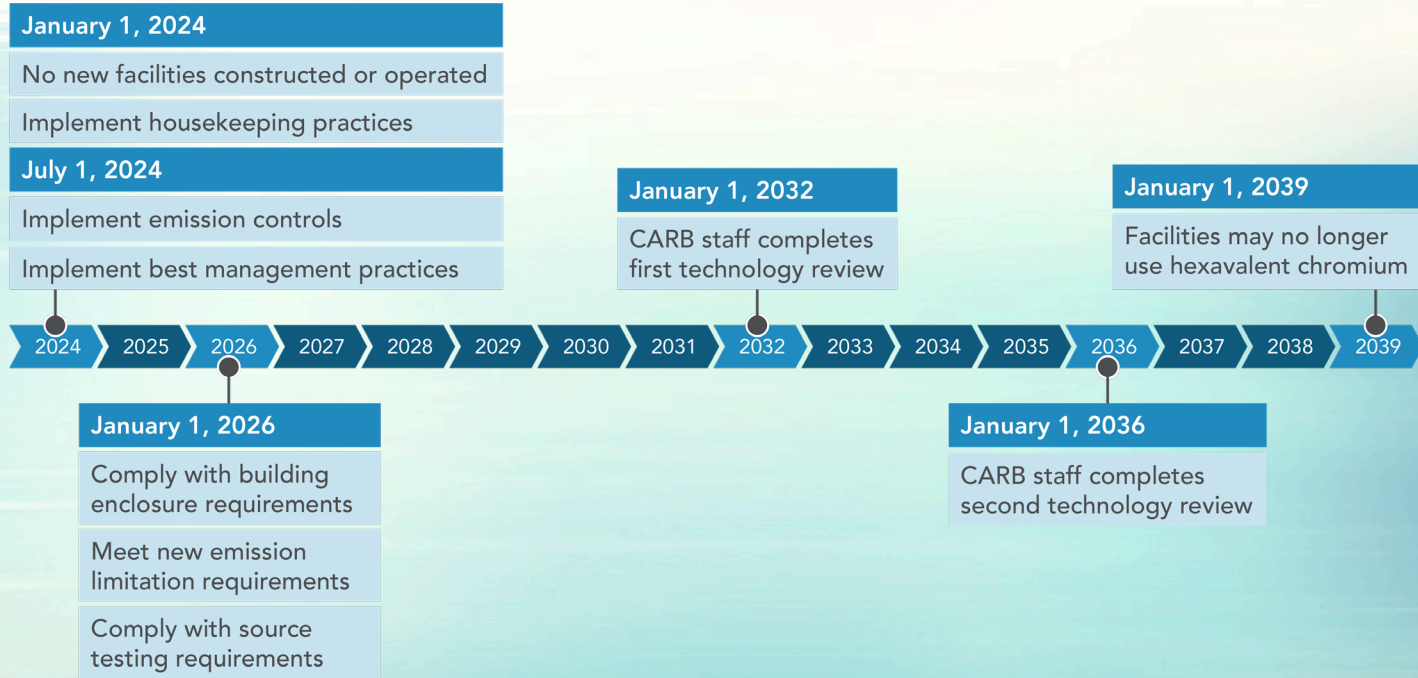 January 1, 2024
No new facilities constructed or operated
Implement housekeeping practices
July 1, 2024
Implement emission controls
Implement best management practices
January 1, 2032
CARB staff completes
first technology review
January 1, 2039
Facilities may no longer
use hexavalent chromium
2024 2025 2026 2027 2028 2029 2030 2031 2032 2033 2034 2035 2036 2037 2038 2039
January 1, 2026
Comply with building
enclosure requirements
Meet new emission
limitation requirements
Comply with source
testing requirements
January 1, 2036
CARB staff completes
second technology review